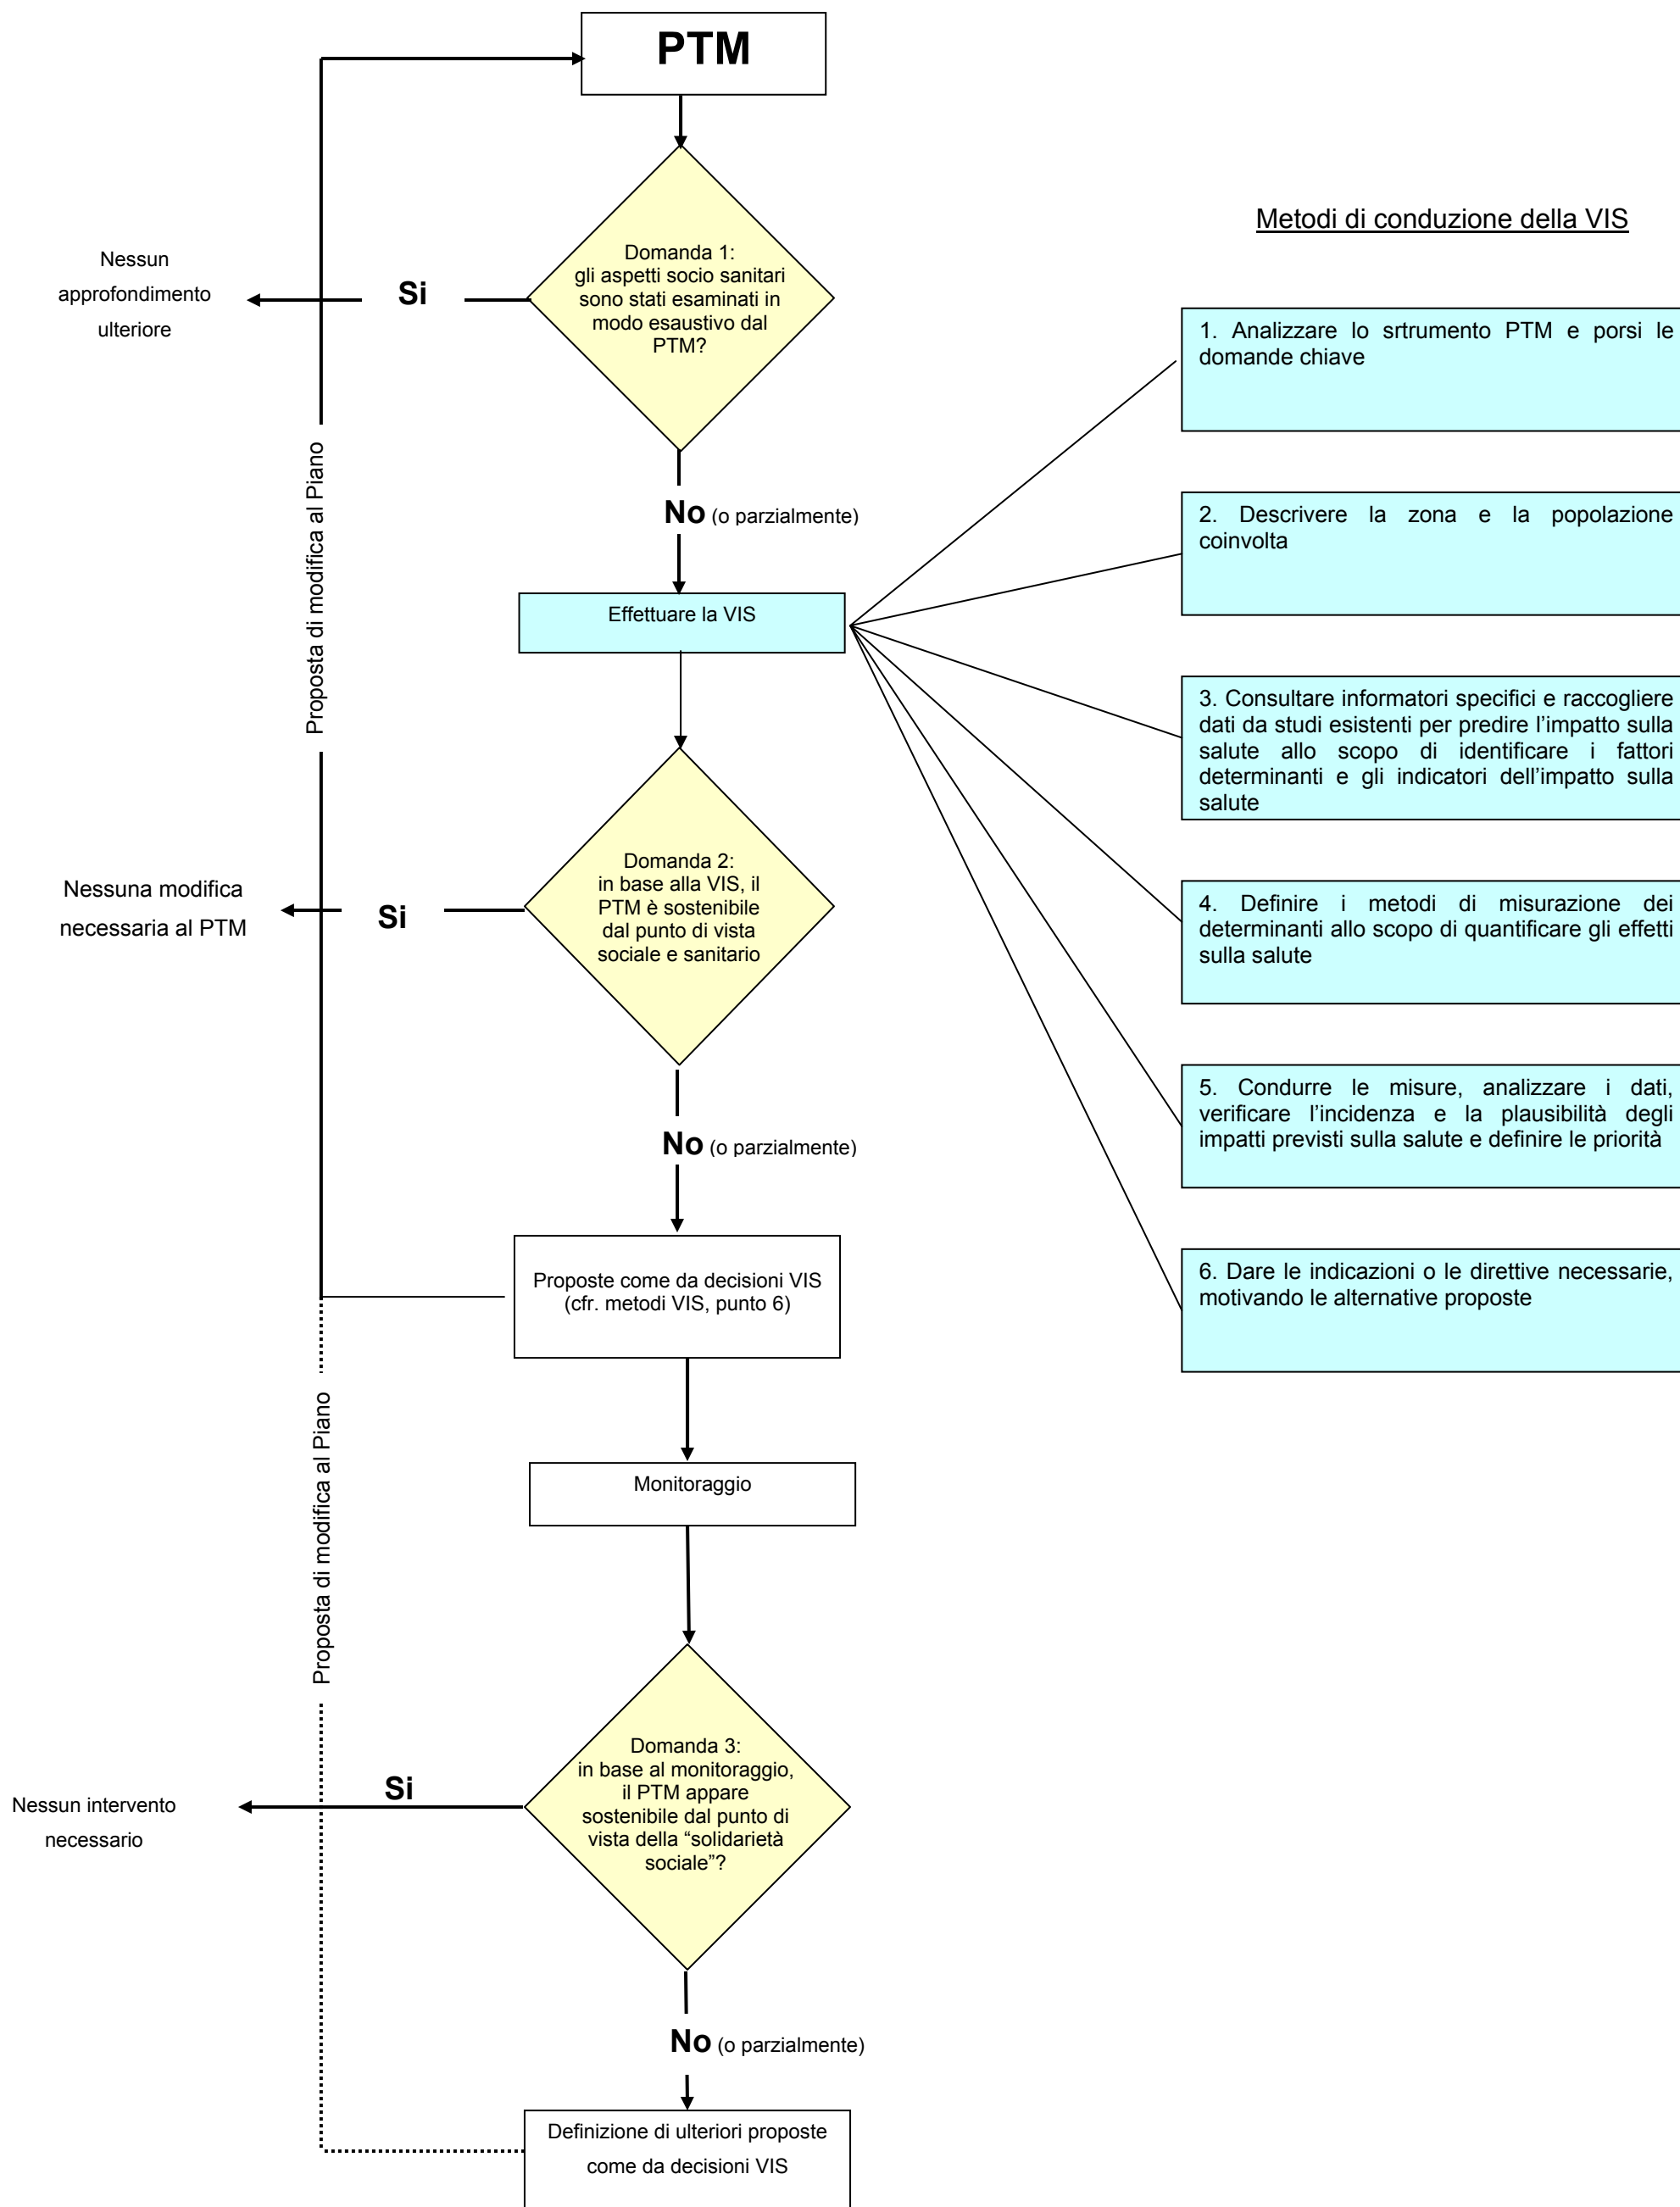 PTM
Domanda 1:
gli aspetti socio sanitari
sono stati esaminati in
modo esaustivo dal
PTM?
Nessun
approfondimento
ulteriore
Si
No (o parzialmente)
Proposta di modifica al Piano
Effettuare la VIS
Domanda 2:
in base alla VIS, il
PTM è sostenibile
dal punto di vista
sociale e sanitario
Nessuna modifica
necessaria al PTM
Si
No (o parzialmente)
Proposte come da decisioni VIS
(cfr. metodi VIS, punto 6)
Proposta di modifica al Piano
Monitoraggio
Domanda 3:
in base al monitoraggio,
il PTM appare
sostenibile dal punto di
vista della “solidarietà
sociale”?
Nessun intervento
necessario
Si
No (o parzialmente)
Definizione di ulteriori proposte
come da decisioni VIS
Metodi di conduzione della VIS
1. Analizzare lo srtrumento PTM e porsi le
domande chiave
2. Descrivere la zona e la popolazione
coinvolta
3. Consultare informatori specifici e raccogliere
dati da studi esistenti per predire l’impatto sulla
salute allo scopo di identificare i fattori
determinanti e gli indicatori dell’impatto sulla
salute
4. Definire i metodi di misurazione dei
determinanti allo scopo di quantificare gli effetti
sulla salute
5. Condurre le misure, analizzare i dati,
verificare l’incidenza e la plausibilità degli
impatti previsti sulla salute e definire le priorità
6. Dare le indicazioni o le direttive necessarie,
motivando le alternative proposte